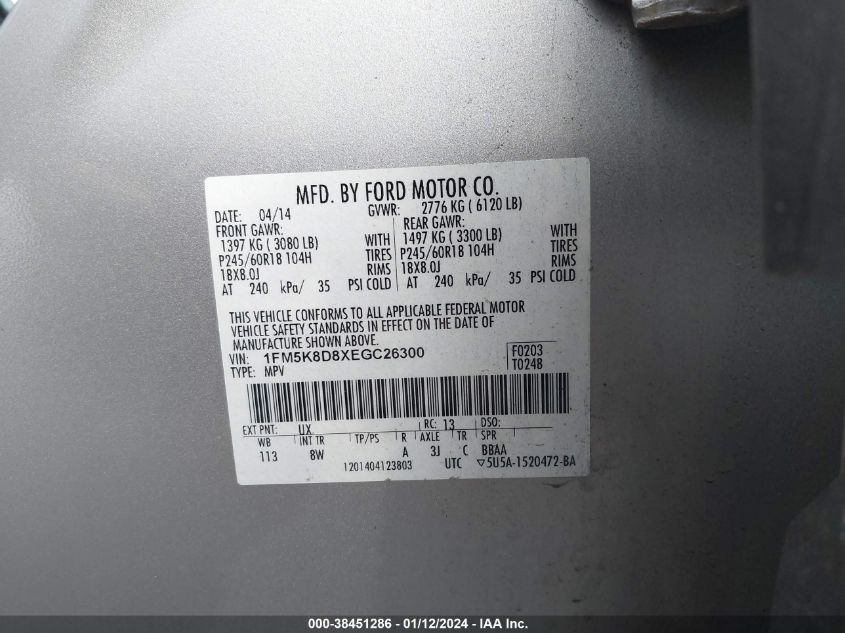 MFD. BY FORD MOTOR CO.
DATE: 04/14 GVWR: 2776 KG ( 6120 LB)
FRONT GAWR: REAR GAWR:
1397 KG ( 3080 LB) WITH 1497 KG ( 3300 LB) WITH
P245/60R18 104H TIRES P245/60R18 104H TIRES
18X8.0J RIMS 18X8.0J RIMS
AT 240 kPa/ 35 PSI COLD AT 240 kPa/ 35 PSI COLD
THIS VEHICLE CONFORMS TO ALL APPLICABLE FEDERAL MOTOR
VEHICLE SAFETY STANDARDS IN EFFECT ON THE DATE OF
MANUFACTURE SHOWN ABOVE.
VIN: 1FM5K8D8XEGC26300 F0203
TYPE: MPV T0248
EXT PNT: UX RC: 13 DSO:
WB INT TR TP/PS R AXLE TR SPR
113 8W A 3J C BBAA
1201404123803 UTC ▽5U5A-1520472-BA
000-38451286 - 01/12/2024 - IAA Inc.